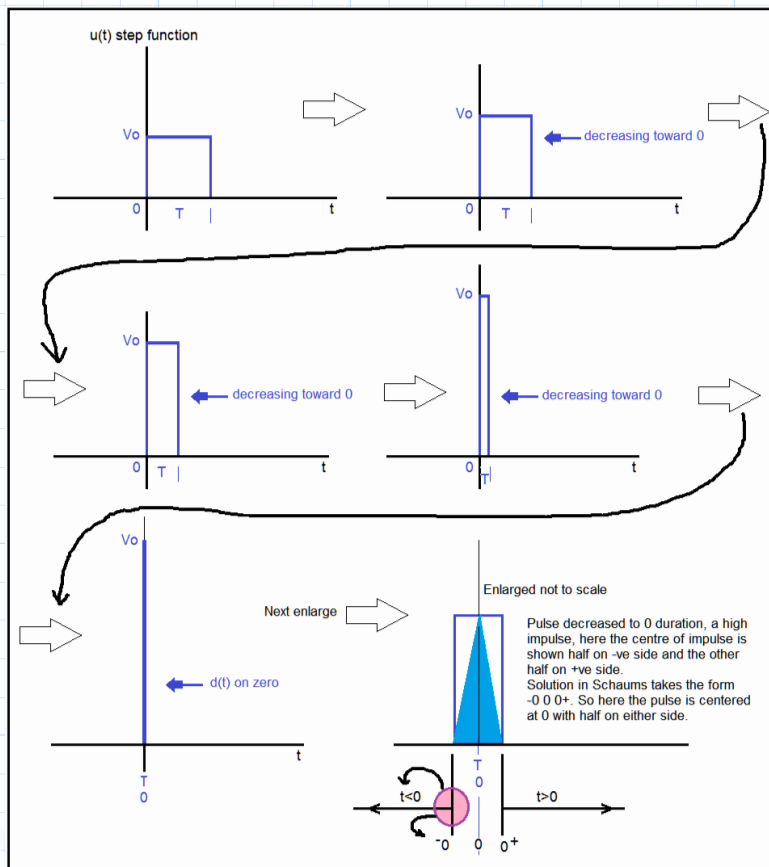 u(t) step function
Vo
0
T
t
Vo
decreasing toward 0
0
T
t
Vo
decreasing toward 0
0
T
t
Vo
decreasing toward 0
0
T
t
Vo
d(t) on zero
t
T
0
Next enlarge
Enlarged not to scale
Pulse decreased to 0 duration, a high
impulse, here the centre of impulse is
shown half on -ve side and the other
half on +ve side.
Solution in Schaums takes the form
-0 0 0+. So here the pulse is centered
at 0 with half on either side.
T
0
t<0
t>0
-0
0
0+